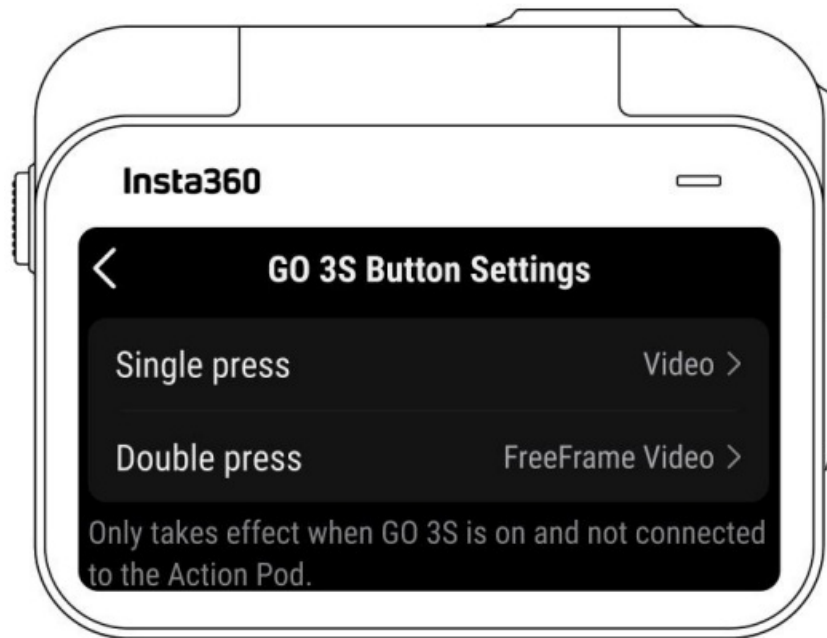 Insta360
GO 3S Button Settings
Single press
Video
Double press
FreeFrame Video
Only takes effect when GO 3S is on and not connected
to the Action Pod.